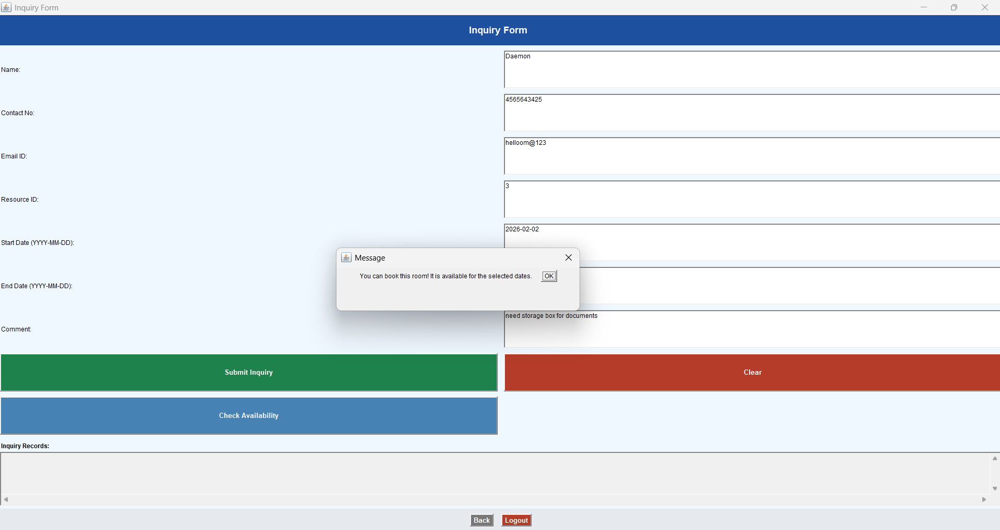 Inquiry Form
Inquiry Form
Name:
Daemon
Contact No:
4565643425
Email ID:
helloom@123
Resource ID:
3
Start Date (YYYY-MM-DD):
2026-02-02
Message
You can book this room! It is available for the selected dates.
OK
End Date (YYYY-MM-DD):
Comment:
need storage box for documents
Submit Inquiry
Clear
Check Availability
Inquiry Records:
Back
Logout